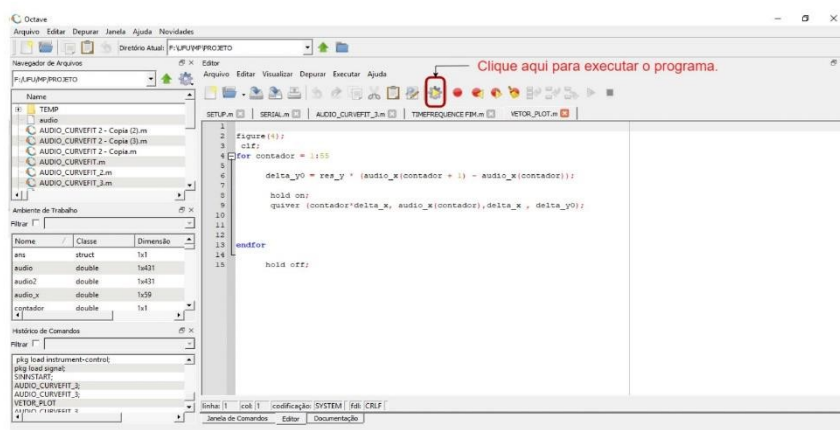 Octave
Arquivo Editar Depurar Janela Ajuda Novidades
Diretório Atual: F:\UFU\MP\PROJETO
Navegador de Arquivos
F:/UFU/MP/PROJETO
Name
TEMP
audio
AUDIO_CURVEFIT 2 - Copia (2).m
AUDIO_CURVEFIT 2 - Copia (3).m
AUDIO_CURVEFIT 2 - Copia.m
AUDIO_CURVEFIT.m
AUDIO_CURVEFIT_2.m
AUDIO_CURVEFIT_3.m
Ambiente de Trabalho
Filtrar
Nome Classe Dimensão
ans struct 1x1
audio double 1x431
audio2 double 1x431
audio_x double 1x59
contador double 1x1
Histórico de Comandos
Filtrar
pkg load instrument-control;
pkg load signal;
SINNSTART;
AUDIO_CURVEFIT_3;
AUDIO_CURVEFIT_3;
VETOR_PLOT
AUDIO_CURVEFIT_3
Editor
Clique aqui para executar o programa.
Arquivo Editar Visualizar Depurar Executar Ajuda
SETUP.m SERIAL.m AUDIO_CURVEFIT_3.m TIMEFREQUENCE FIM.m VETOR_PLOT.m
1
2 figure(4);
3 clf;
4 for contador = 1:55
5
6 delta_y0 = res_y * (audio_x(contador + 1) - audio_x(contador));
7
8 hold on;
9 quiver (contador*delta_x, audio_x(contador),delta_x , delta_y0);
10
11
12
13 endfor
14
15 hold off;
linha: 1 col: 1 codificação: SYSTEM fdl: CRLF
Janela de Comandos Editor Documentação